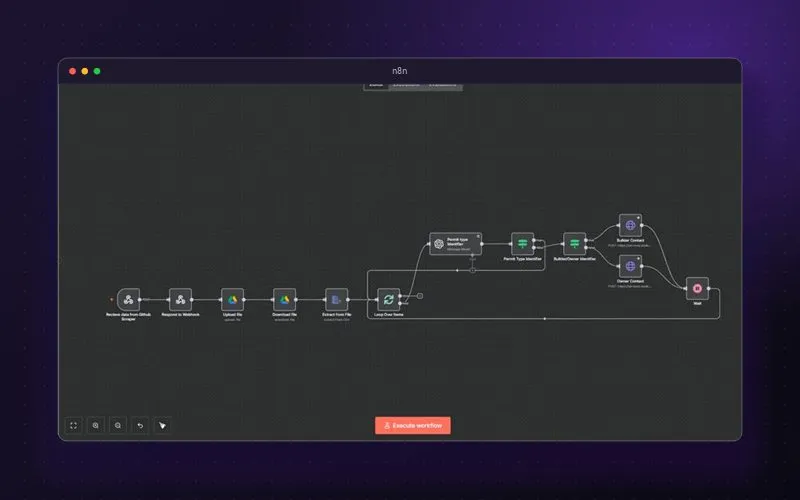 n8n
Permit type
Identifier
Builder Contact
Permit Type Identifier
Builder/Owner Identifier
Owner Contact
Recieve data from Github
Scraper
Respond to Webhook
Upload file
Download file
Extract from File
Loop Over Items
Wait
Execute workflow